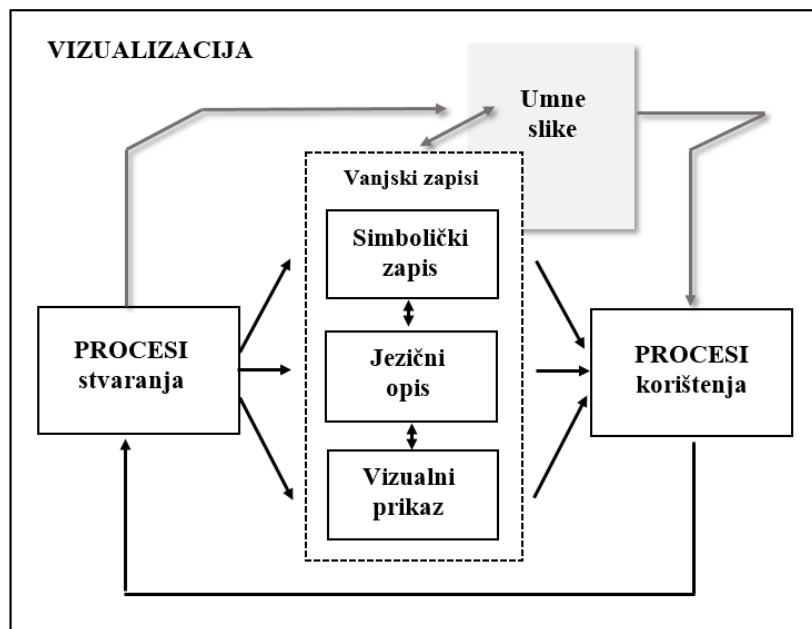 VIZUALIZACIJA
Umne
slike
Vanjski zapisi
Simbolički
zapis
PROCESI
stvaranja
Jezični
opis
PROCESI
korištenja
Vizualni
prikaz